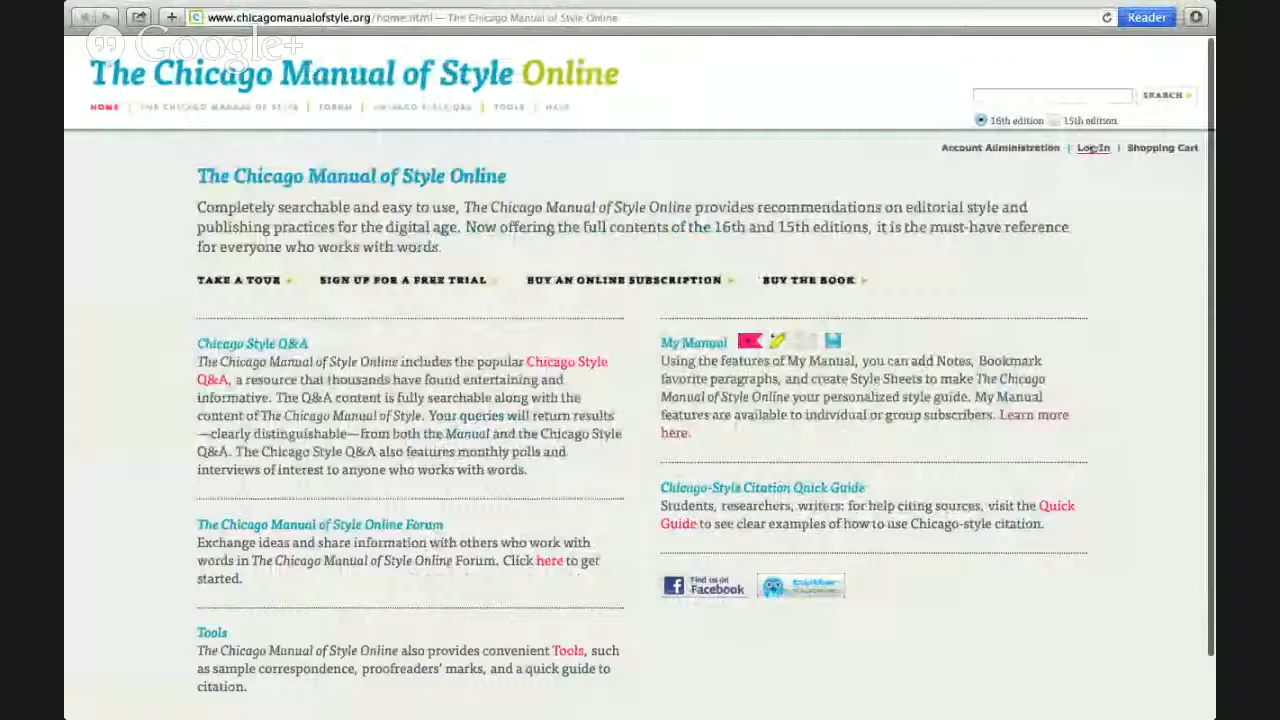 www.chicagomanualofstyle.org/home.html — The Chicago Manual of Style Online
Reader
Google+
The Chicago Manual of Style Online
HOME | THE CHICAGO MANUAL OF STYLE | FORUM | CHICAGO STYLE Q&A | TOOLS | HELP
SEARCH
16th edition 15th edition
Account Administration | Log In | Shopping Cart
The Chicago Manual of Style Online
Completely searchable and easy to use, The Chicago Manual of Style Online provides recommendations on editorial style and
publishing practices for the digital age. Now offering the full contents of the 16th and 15th editions, it is the must-have reference
for everyone who works with words.
TAKE A TOUR SIGN UP FOR A FREE TRIAL BUY AN ONLINE SUBSCRIPTION BUY THE BOOK
Chicago Style Q&A
The Chicago Manual of Style Online includes the popular Chicago Style
Q&A, a resource that thousands have found entertaining and
informative. The Q&A content is fully searchable along with the
content of The Chicago Manual of Style. Your queries will return results
—clearly distinguishable—from both the Manual and the Chicago Style
Q&A. The Chicago Style Q&A also features monthly polls and
interviews of interest to anyone who works with words.
The Chicago Manual of Style Online Forum
Exchange ideas and share information with others who work with
words in The Chicago Manual of Style Online Forum. Click here to get
started.
Tools
The Chicago Manual of Style Online also provides convenient Tools, such
as sample correspondence, proofreaders' marks, and a quick guide to
citation.
My Manual
Using the features of My Manual, you can add Notes, Bookmark
favorite paragraphs, and create Style Sheets to make The Chicago
Manual of Style Online your personalized style guide. My Manual
features are available to individual or group subscribers. Learn more
here.
Chicago-Style Citation Quick Guide
Students, researchers, writers: for help citing sources, visit the Quick
Guide to see clear examples of how to use Chicago-style citation.
Find us on
Facebook